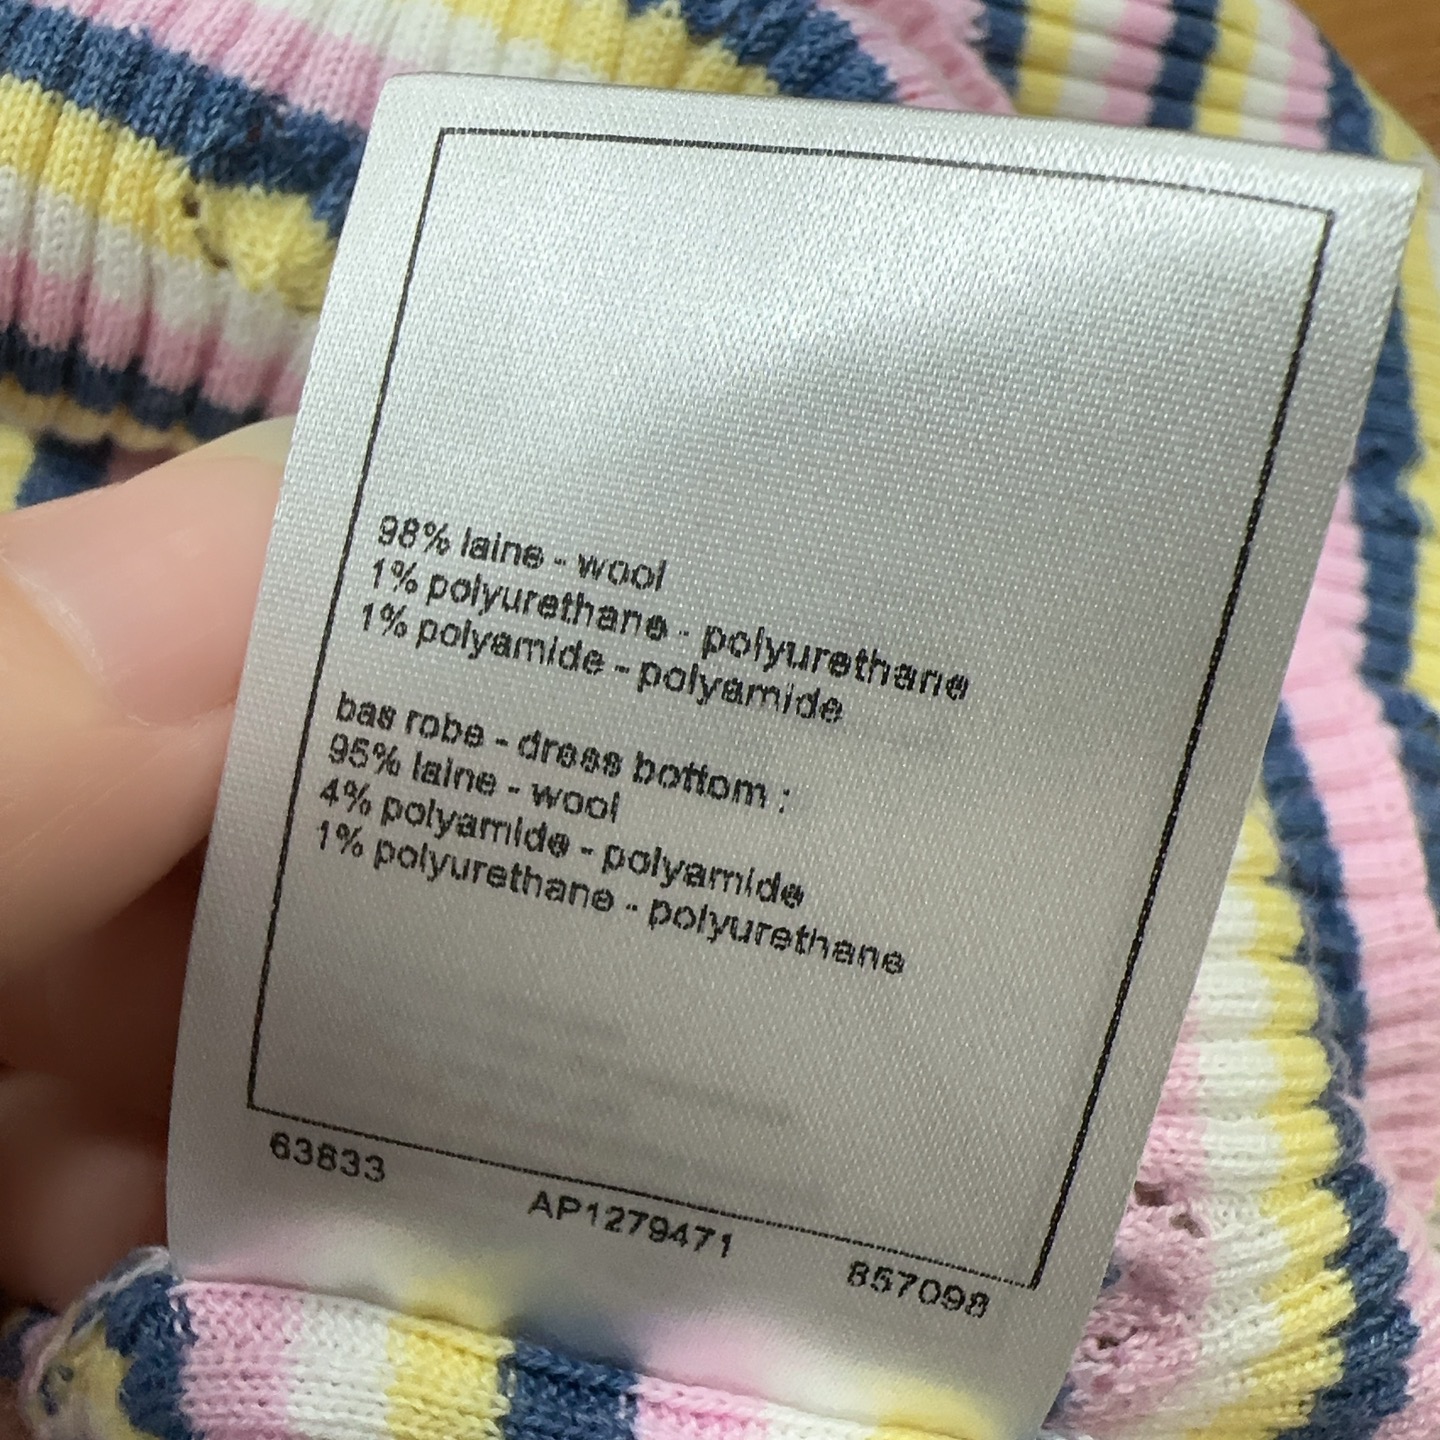 98% laine - wool
1% polyurethane - polyurethane
1% polyamide - polyamide
bas robe - dress bottom :
95% laine - wool
4% polyamide - polyamide
1% polyurethane - polyurethane
63833 AP1279471 857098